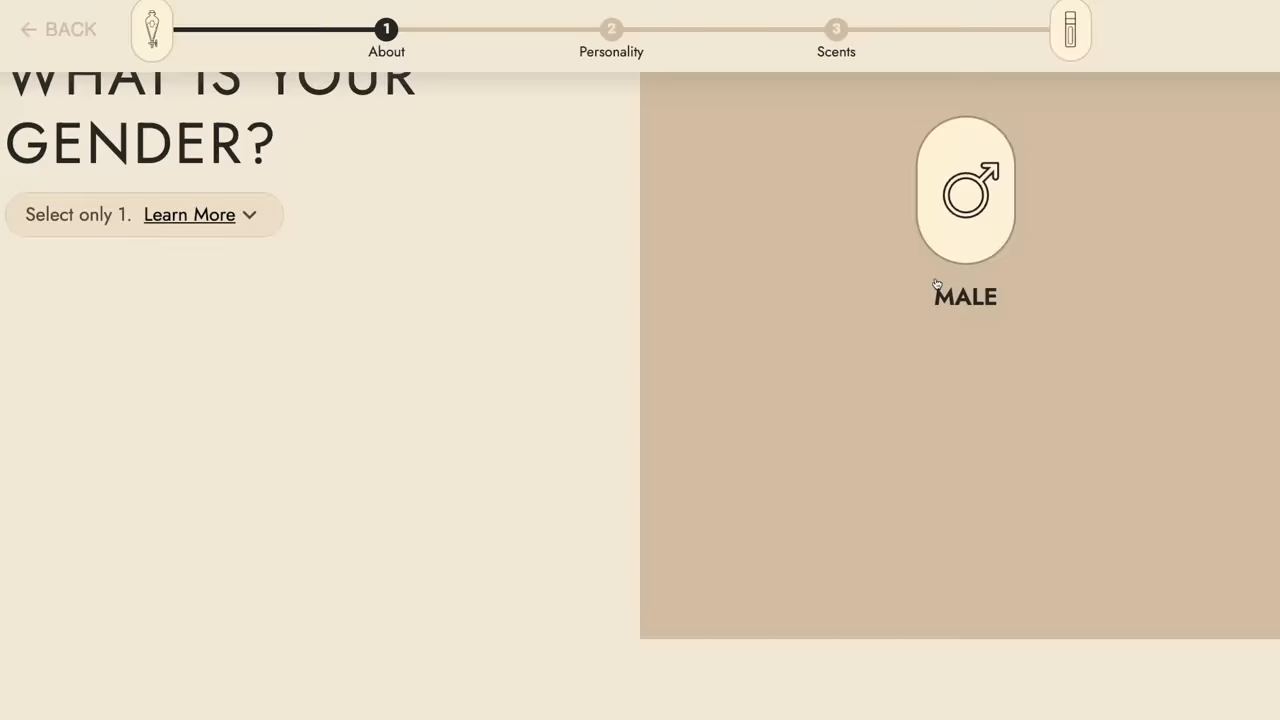 BACK
1
2
3
About
Personality
Scents
WHAT IS YOUR
GENDER?
Select only 1. Learn More
MALE